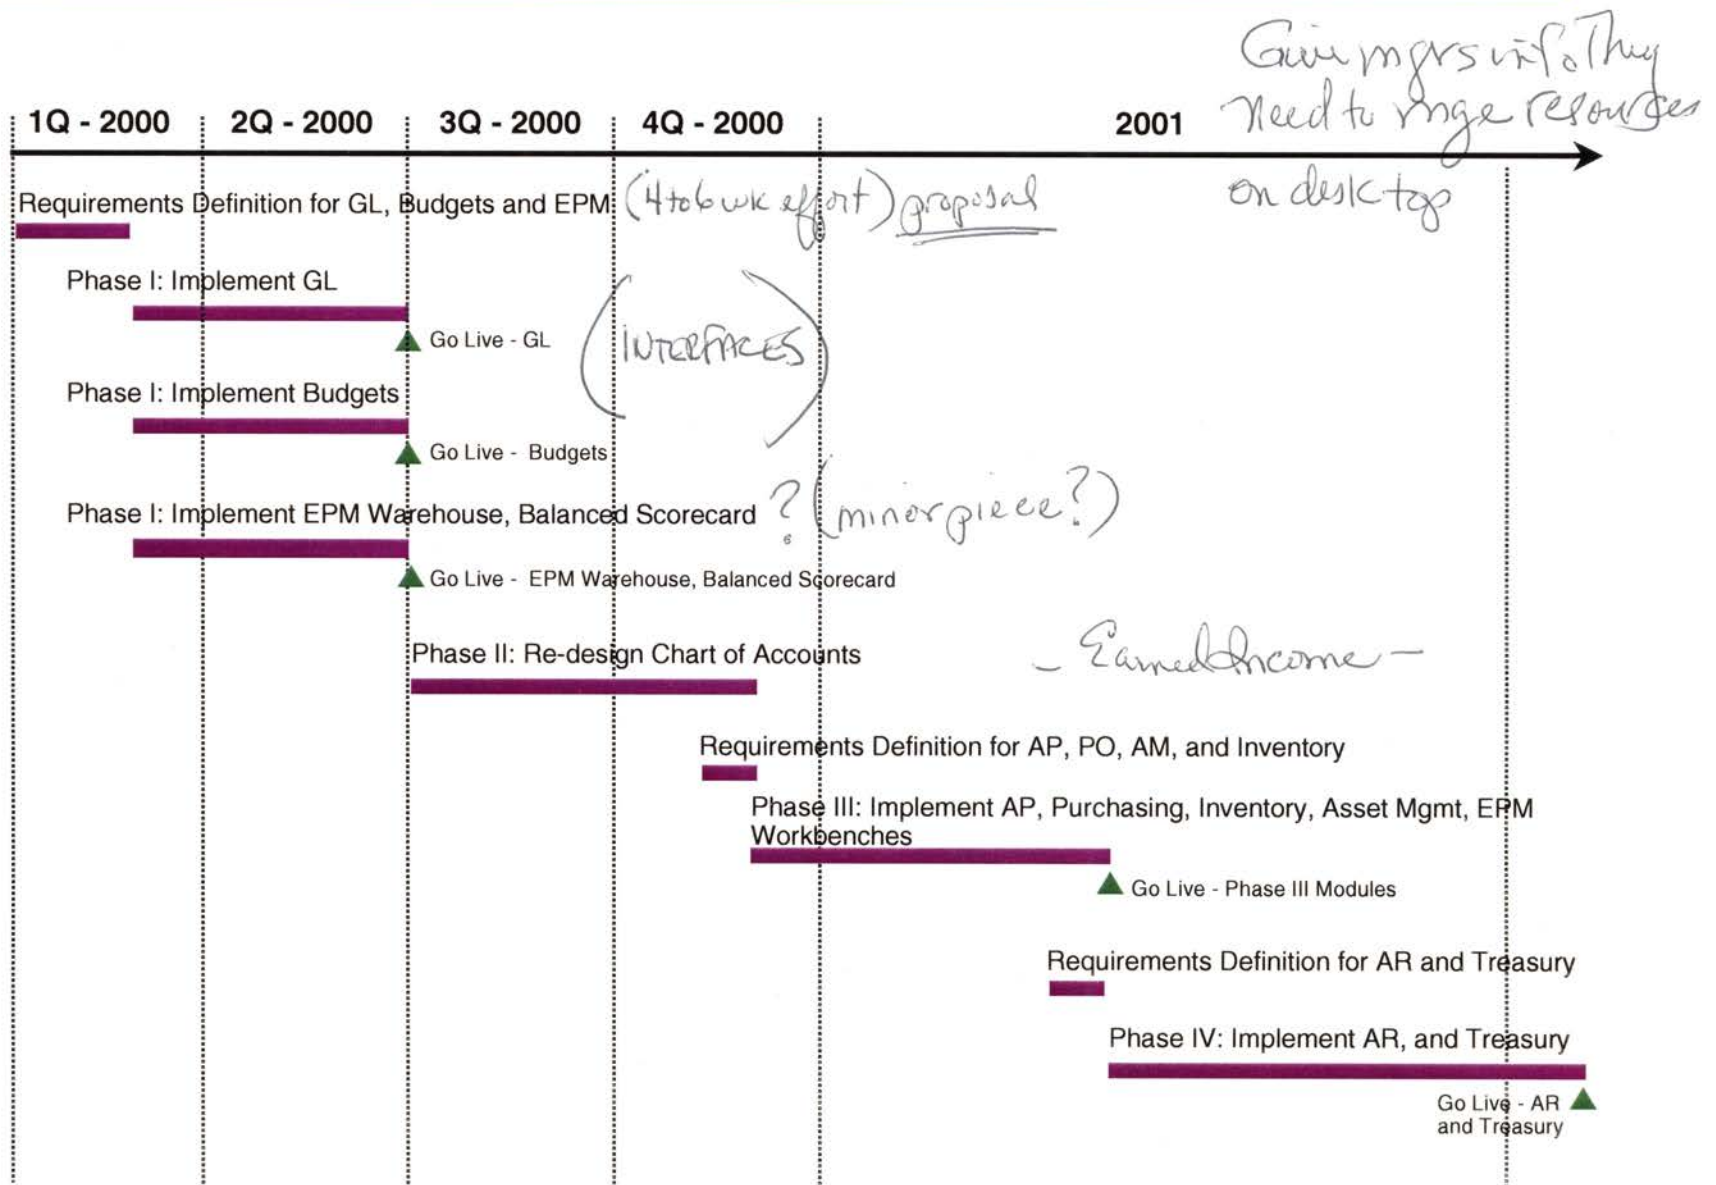 Give mgrs info They
need to mge resources
on desk top
1Q - 2000
2Q - 2000
3Q - 2000
4Q - 2000
2001
Requirements Definition for GL, Budgets and EPM (4 to 6 wk effort) proposal
Phase I: Implement GL
Go Live - GL
(INTERFACES)
Phase I: Implement Budgets
Go Live - Budgets
Phase I: Implement EPM Warehouse, Balanced Scorecard ? (minor piece?)
Go Live - EPM Warehouse, Balanced Scorecard
Phase II: Re-design Chart of Accounts
- Earned Income -
Requirements Definition for AP, PO, AM, and Inventory
Phase III: Implement AP, Purchasing, Inventory, Asset Mgmt, EPM
Workbenches
Go Live - Phase III Modules
Requirements Definition for AR and Treasury
Phase IV: Implement AR, and Treasury
Go Live - AR
and Treasury